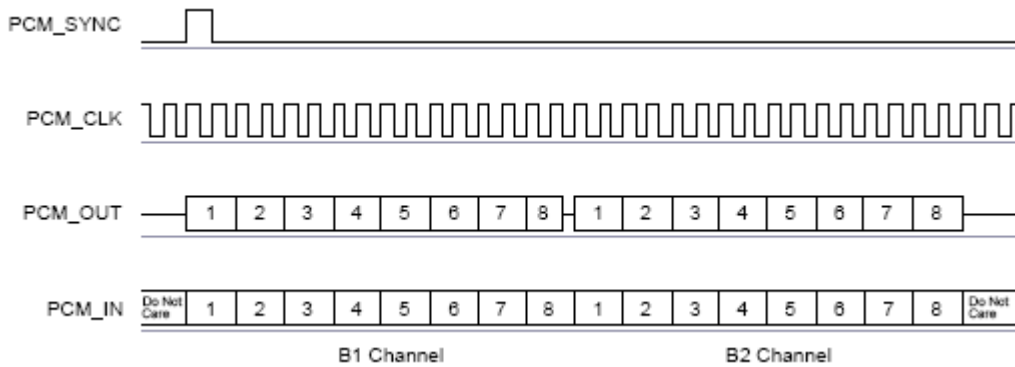 PCM_SYNC
PCM_CLK
PCM_OUT 1 2 3 4 5 6 7 8 1 2 3 4 5 6 7 8
PCM_IN Do Not Care 1 2 3 4 5 6 7 8 1 2 3 4 5 6 7 8 Do Not Care
B1 Channel B2 Channel